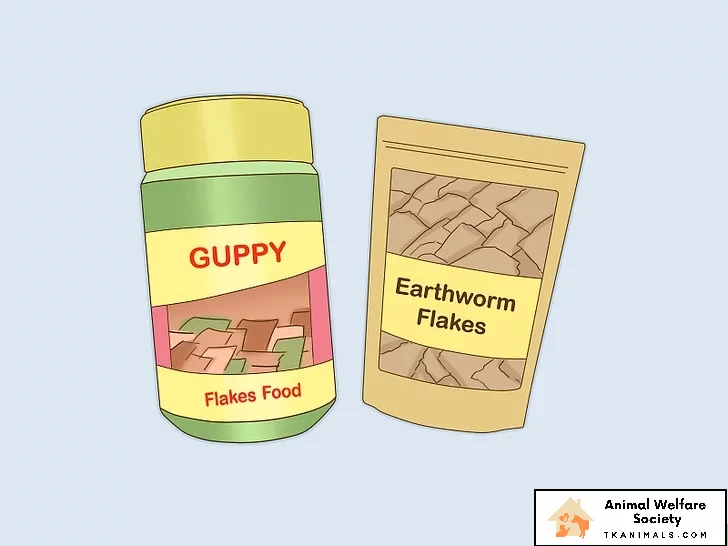 GUPPY
Flakes Food
Earthworm
Flakes
Animal Welfare
Society
TKANIMALS.COM